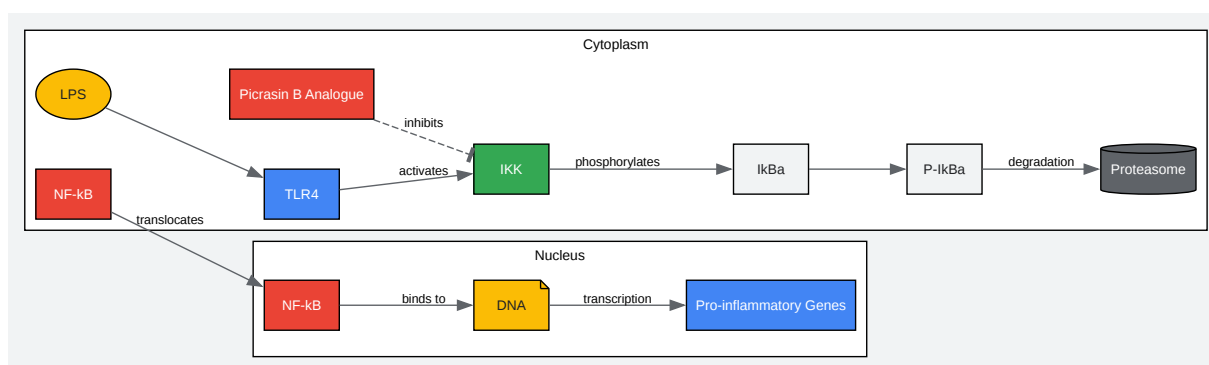 Cytoplasm
LPS
Picrasin B Analogue
inhibits
NF-kB
TLR4
activates
IKK
phosphorylates
IkBa
P-IkBa
degradation
Proteasome
translocates
Nucleus
NF-kB
binds to
DNA
transcription
Pro-inflammatory Genes